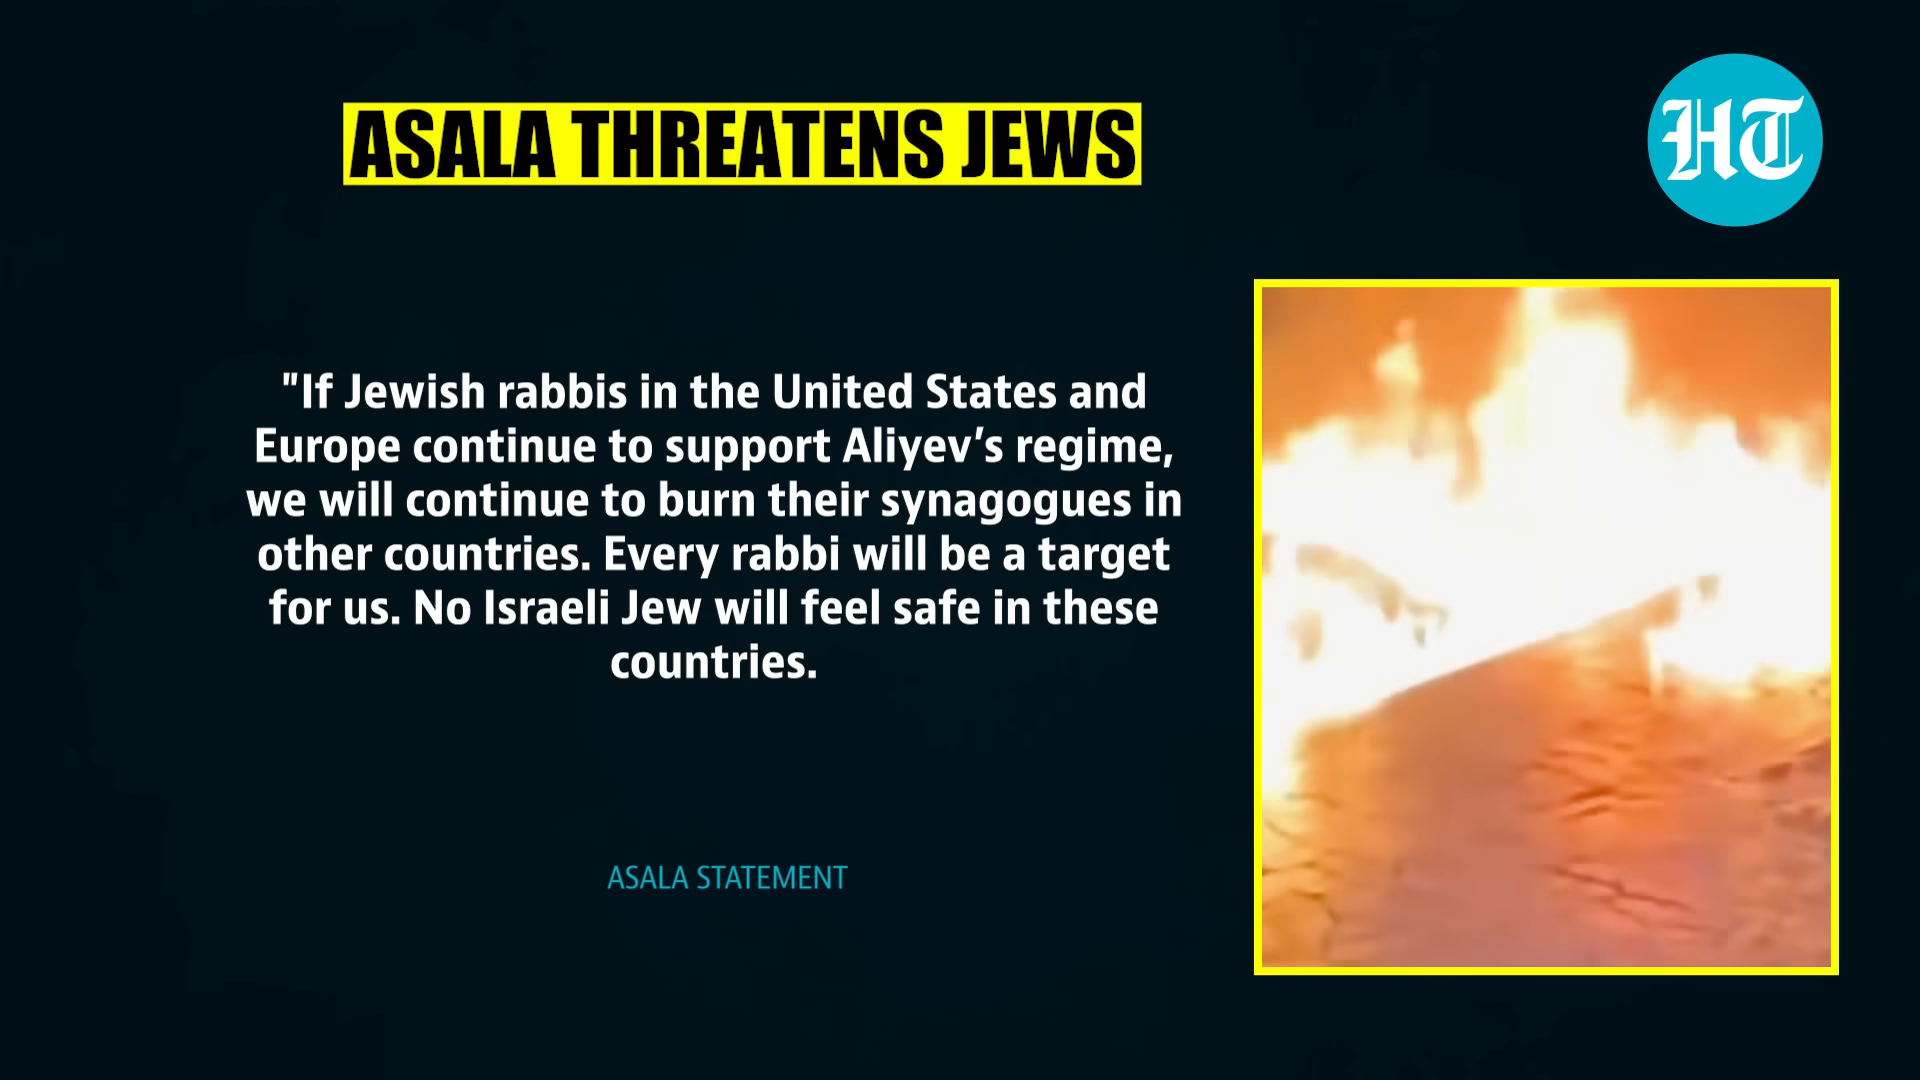 ASALA THREATENS JEWS
HT
"If Jewish rabbis in the United States and
Europe continue to support Aliyev's regime,
we will continue to burn their synagogues in
other countries. Every rabbi will be a target
for us. No Israeli Jew will feel safe in these
countries.
ASALA STATEMENT